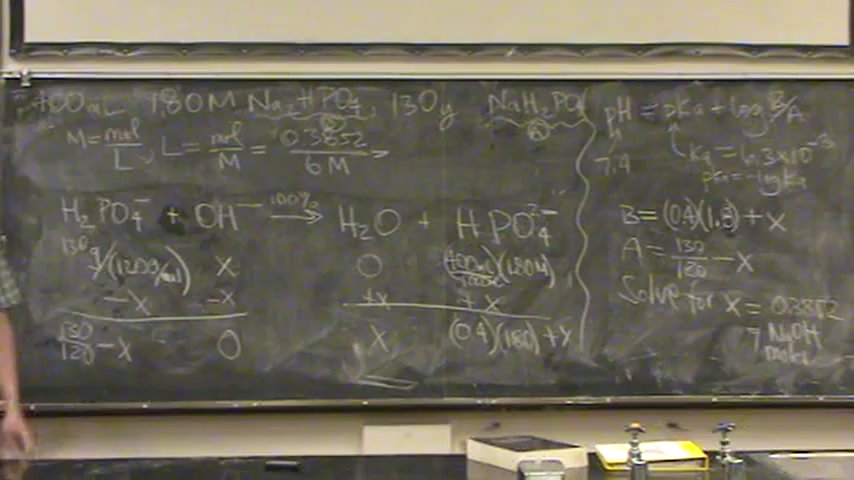 400mL 1.80M Na₂HPO₄, 130g NaH₂PO₄
M = mol/L, L = mol/M = 0.3852/6M =
H₂PO₄⁻ + OH⁻ 100% → H₂O + HPO₄²⁻
130g/(120g/mol) X 0 (400mL/1000)(1.80M)
-X -X +X +X
130/120 - X 0 X (0.4)(1.80) + X
pH = pKa + log B/A
7.4 Ka = 6.3x10⁻⁸
pKa = -log Ka
B = (0.4)(1.8) + X
A = 130/120 - X
Solve for X = 0.3852
NaOH
moles